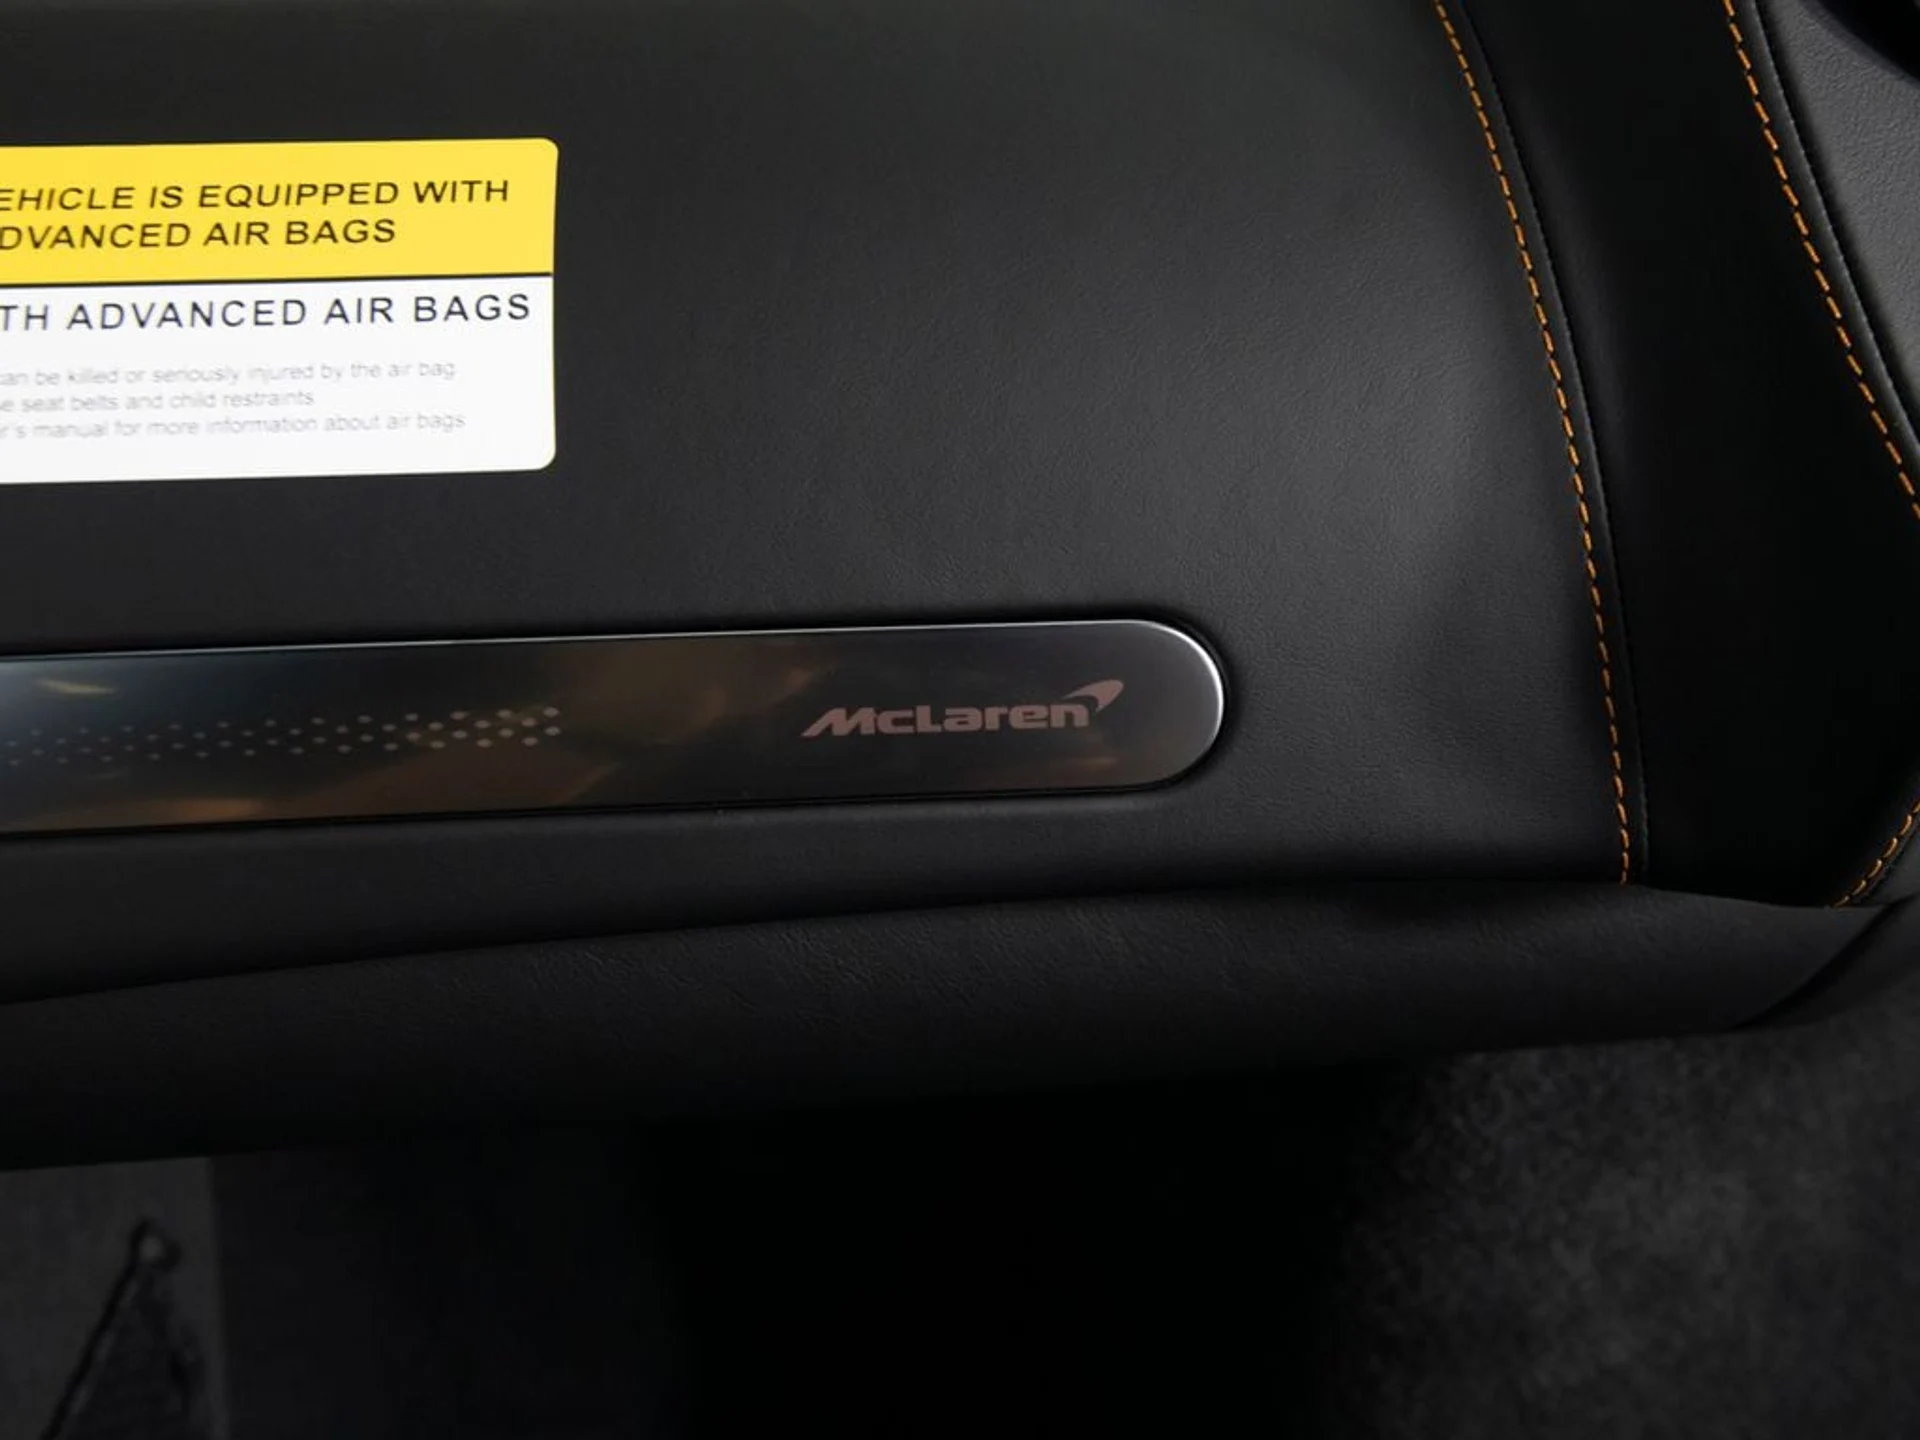 EHICLE IS EQUIPPED WITH
DVANCED AIR BAGS
TH ADVANCED AIR BAGS
can be killed or seriously injured by the air bag
e seat belts and child restraints
r's manual for more information about air bags
McLaren